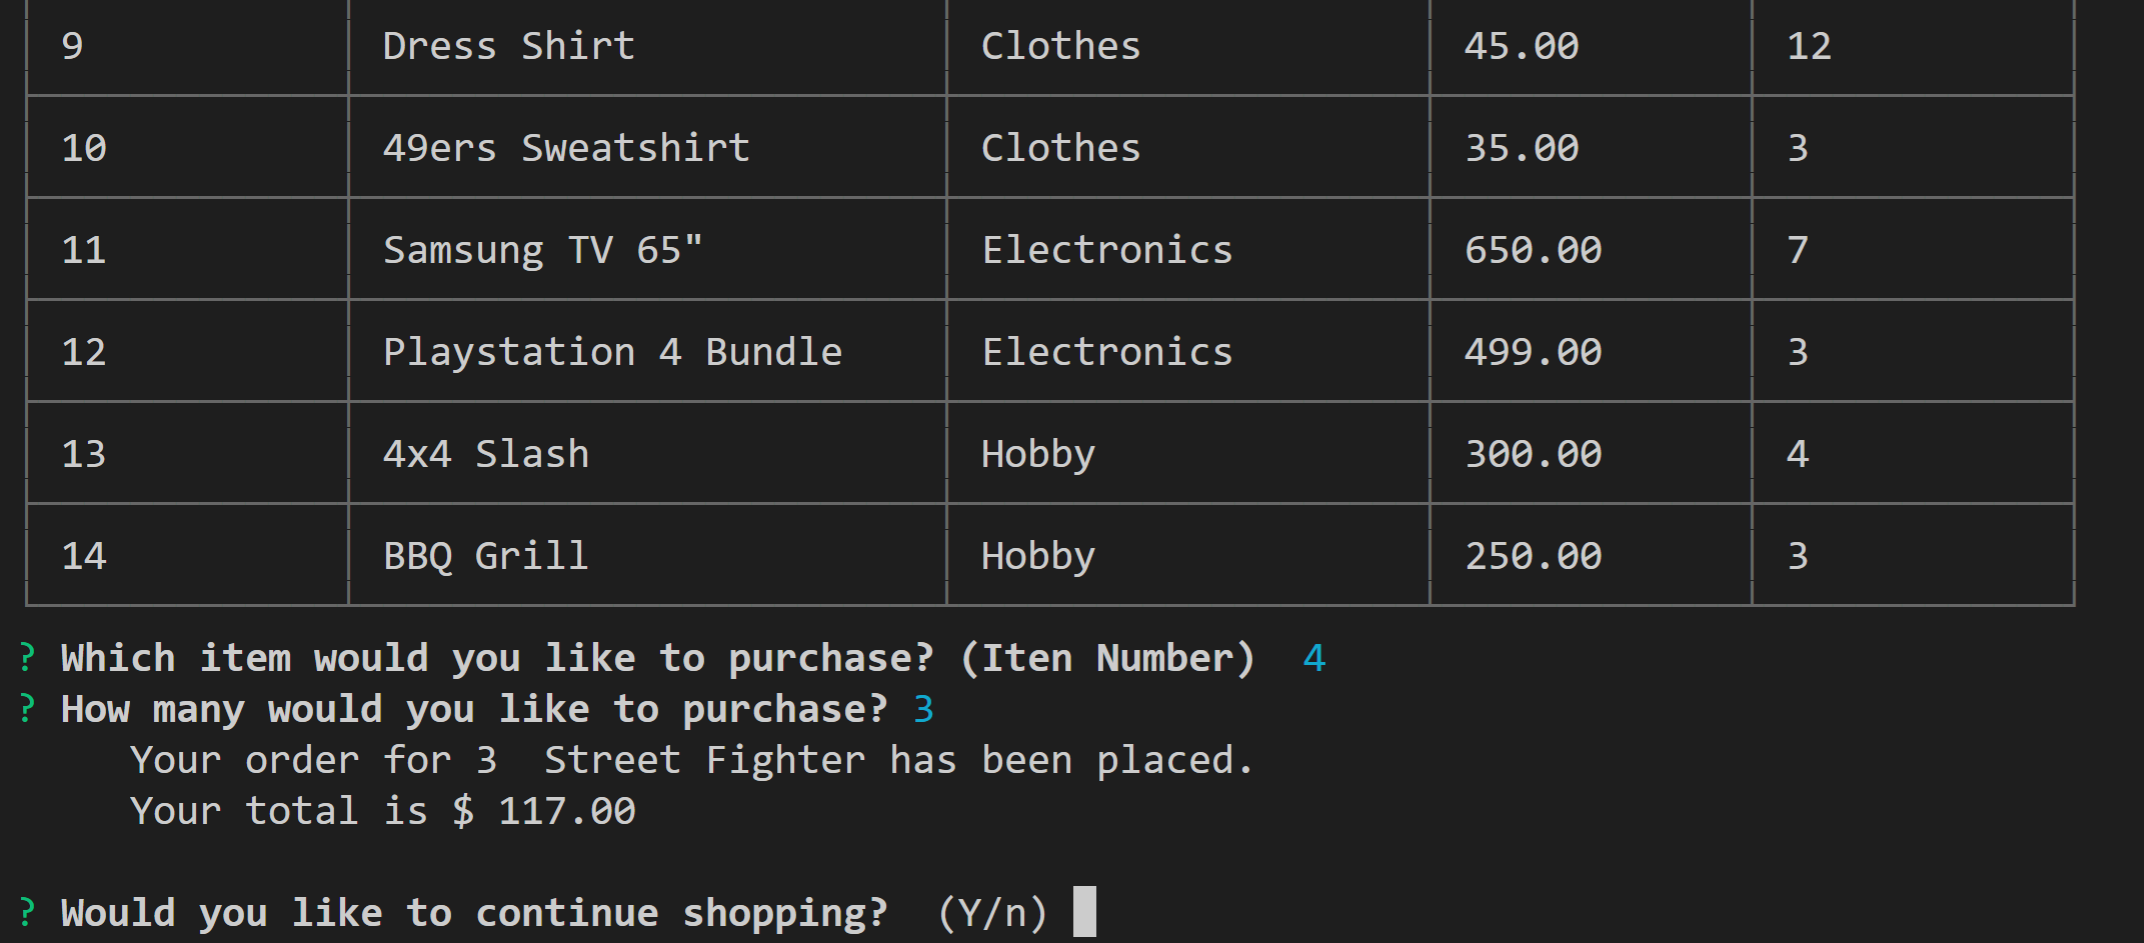 9 Dress Shirt Clothes 45.00 12
10 49ers Sweatshirt Clothes 35.00 3
11 Samsung TV 65" Electronics 650.00 7
12 Playstation 4 Bundle Electronics 499.00 3
13 4x4 Slash Hobby 300.00 4
14 BBQ Grill Hobby 250.00 3
? Which item would you like to purchase? (Iten Number)  4
? How many would you like to purchase? 3
Your order for 3  Street Fighter has been placed.
Your total is $ 117.00
? Would you like to continue shopping?  (Y/n)